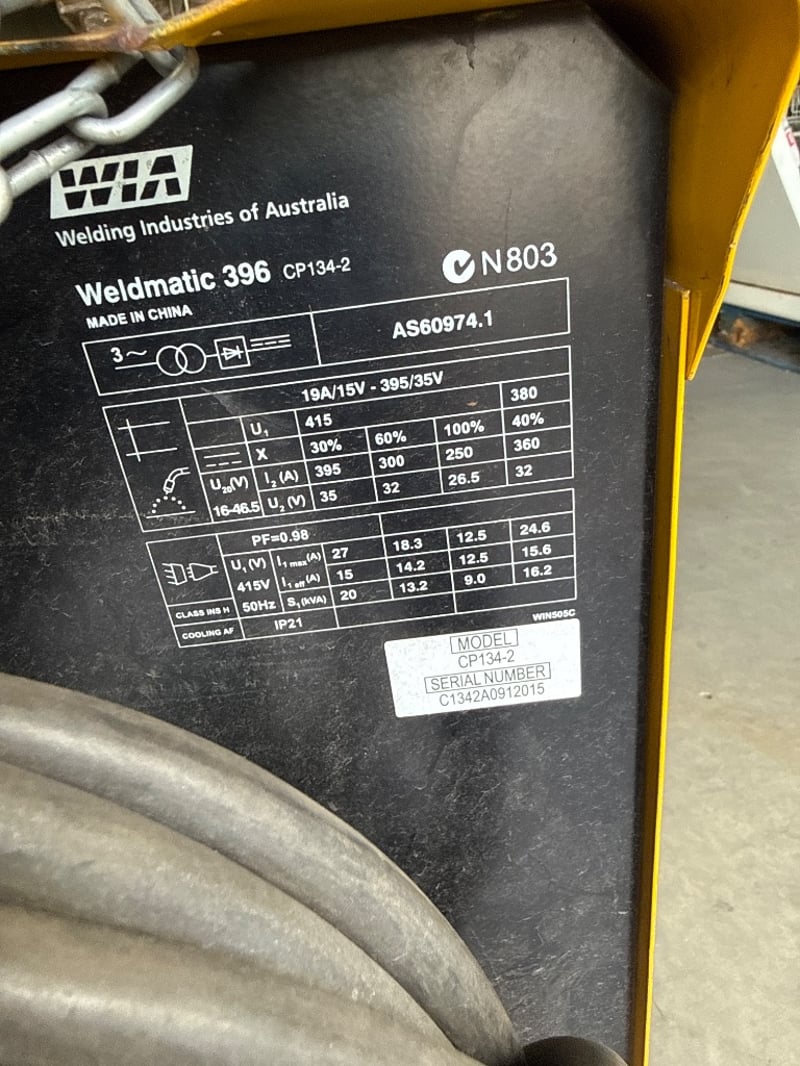 WIA
Welding Industries of Australia
Weldmatic 396 CP134-2
N803
MADE IN CHINA
3~ AS60974.1
19A/15V - 395/35V
U₁ 415 380
X 30% 60% 100% 40%
U₂₀(V) I₂ (A) 395 300 250 360
16-46.5 U₂ (V) 35 32 26.5 32
PF=0.98
U₁ (V) I₁ max (A) 27 18.3 12.5 24.6
415V I₁ eff (A) 15 14.2 12.5 15.6
CLASS INS H 50Hz S₁ (kVA) 20 13.2 9.0 16.2
COOLING AF IP21
WIN505C
MODEL
CP134-2
SERIAL NUMBER
C1342A0912015